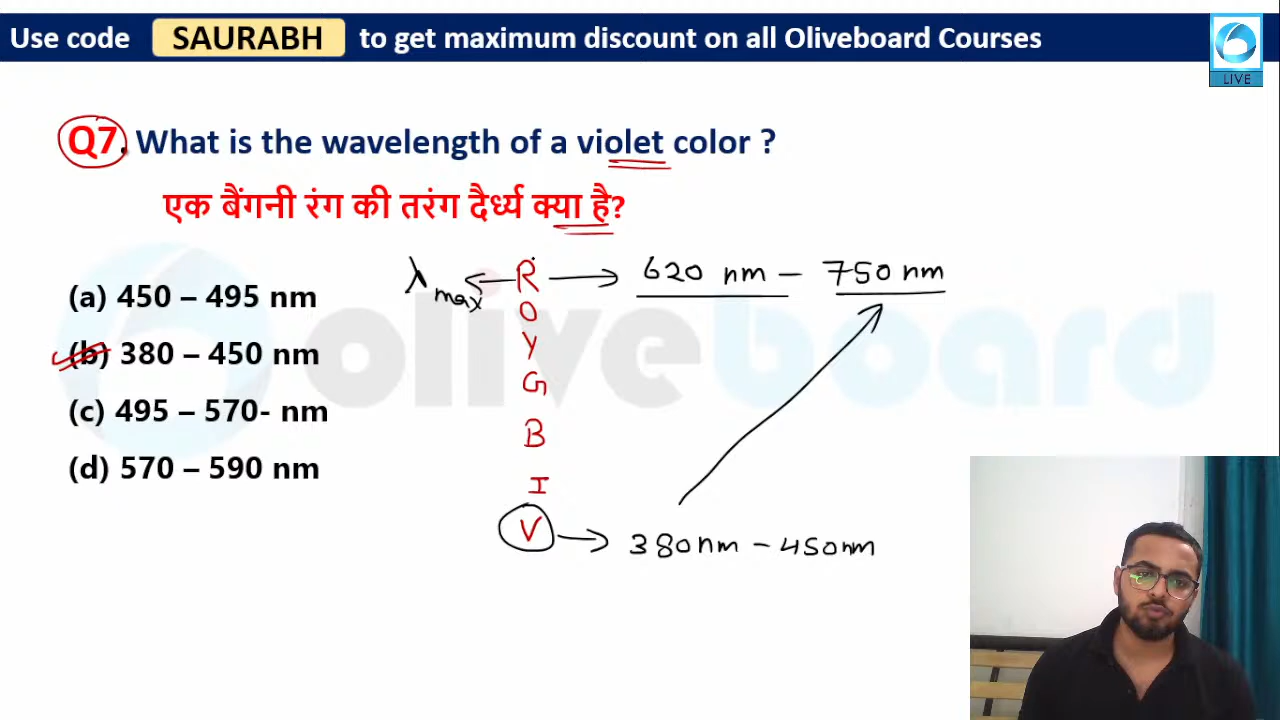 Use code SAURABH to get maximum discount on all Oliveboard Courses
LIVE
Q7. What is the wavelength of a violet color ?
एक बैंगनी रंग की तरंग दैर्ध्य क्या है?
λmax ← R → 620 nm – 750 nm
O
Y
G
B
I
V → 380nm – 450nm
(a) 450 – 495 nm
(b) 380 – 450 nm
(c) 495 – 570- nm
(d) 570 – 590 nm
oliveboard